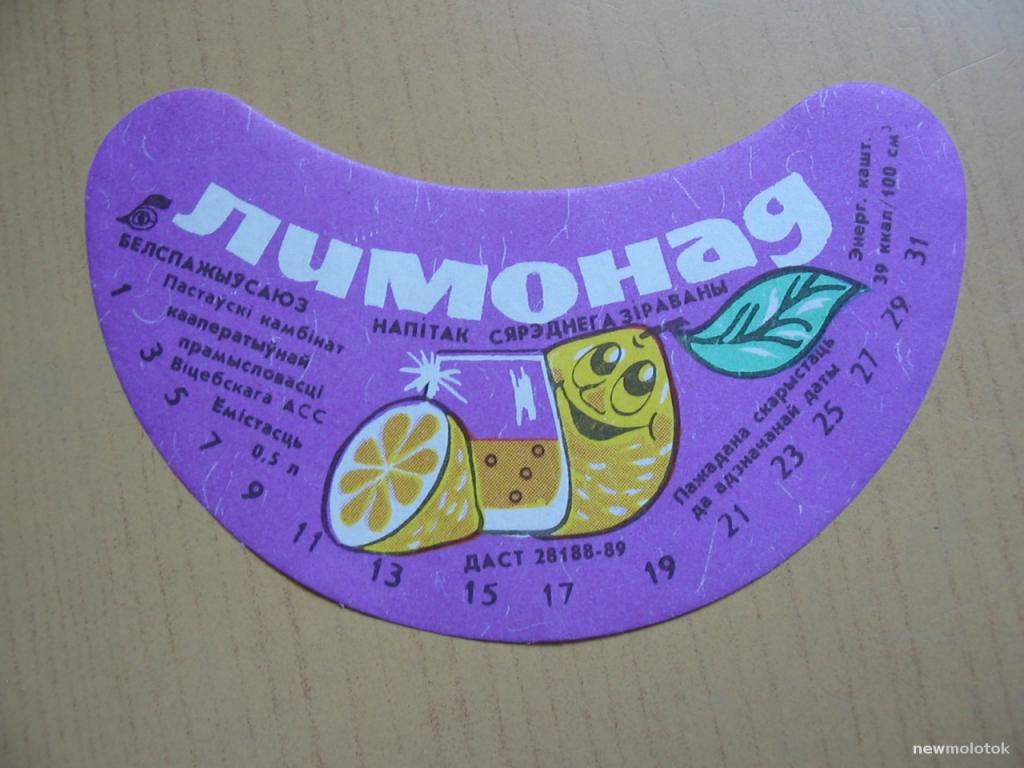 Лимонад
НАПІТАК СЯРЭДНЕГАЗІРАВАНЫ
БЕЛСПАЖЫЎСАЮЗ
Пастаўскі камбінат
кааператыўнай
прамысловасці
Віцебскага АСС
Ёмістасць
0,5 л
Энерг. кашт.
39 ккал/100 см³
Пажадана скарыстаць
да адзначанай даты
ДАСТ 28188-89
1 3 5 7 9 11 13 15 17 19 21 23 25 27 29 31
newmolotok